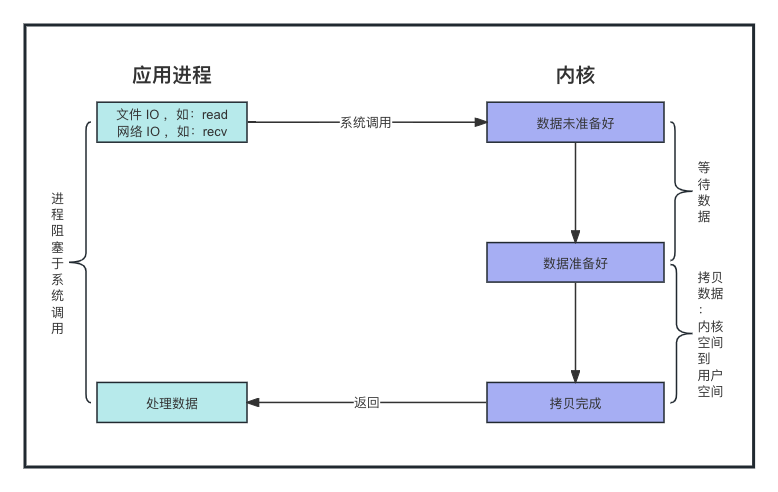 应用进程
内核
文件 IO ，如：read
网络 IO ，如：recv
系统调用
数据未准备好
等
待
数
据
进
程
阻
塞
于
系
统
调
用
数据准备好
拷贝
数据
：
内核
空间
到
用户
空间
处理数据
返回
拷贝完成